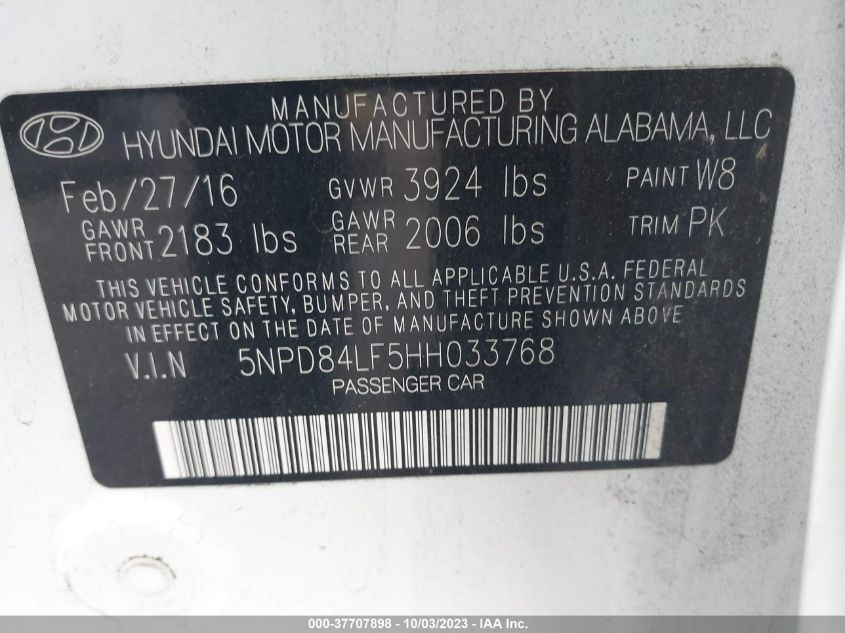 MANUFACTURED BY
HYUNDAI MOTOR MANUFACTURING ALABAMA, LLC
Feb/27/16 GVWR 3924 lbs PAINT W8
GAWR FRONT 2183 lbs GAWR REAR 2006 lbs TRIM PK
THIS VEHICLE CONFORMS TO ALL APPLICABLE U.S.A. FEDERAL
MOTOR VEHICLE SAFETY, BUMPER, AND THEFT PREVENTION STANDARDS
IN EFFECT ON THE DATE OF MANUFACTURE SHOWN ABOVE
V.I.N 5NPD84LF5HH033768
PASSENGER CAR
000-37707898 - 10/03/2023 - IAA Inc.